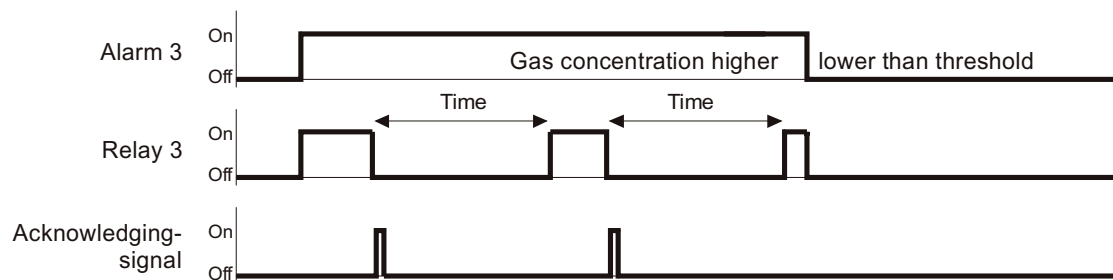 On
Alarm 3
Gas concentration higher lower than threshold
Off
Time Time
On
Relay 3
Off
Acknowledging-
On
signal
Off